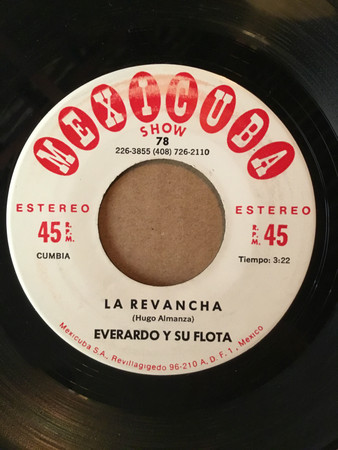 MEXICUBA
SHOW
78
226-3855 (408) 726-2110
ESTEREO ESTEREO
45 R.P.M. R.P.M. 45
CUMBIA Tiempo: 3:22
LA REVANCHA
(Hugo Almanza)
EVERARDO Y SU FLOTA
Mexicuba S.A. Revillagigedo 96-210 A D.F. 1, Mexico